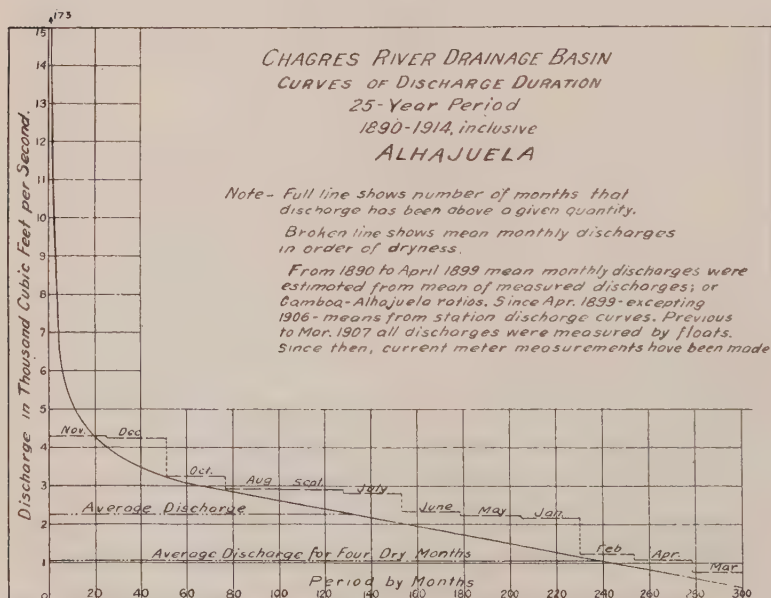 173
CHAGRES RIVER DRAINAGE BASIN
CURVES OF DISCHARGE DURATION
25-Year Period
1890-1914, inclusive
ALHAJUELA
Note- Full line shows number of months that
discharge has been above a given quantity.
Broken line shows mean monthly discharges
in order of dryness.
From 1890 to April 1899 mean monthly discharges were
estimated from mean of measured discharges; or
Gamboa-Alhajuela ratios. Since Apr. 1899-excepting
1906- means from station discharge curves. Previous
to Mar. 1907 all discharges were measured by floats.
Since then, current meter measurements have been made
Discharge in Thousand Cubic Feet per Second.
15
14
13
12
11
10
9
8
7
6
5
4
3
2
1
0
Nov. Dec.
Oct.
Aug. Sept. July
June May Jan.
Feb. Apr.
Mar.
Average Discharge
Average Discharge for Four Dry Months
Period by Months
20 40 60 80 100 120 140 160 180 200 220 240 260 280 300